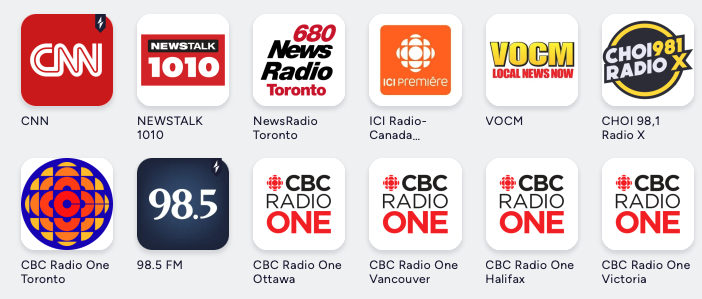 CNN
NEWSTALK
1010
680
News
Radio
Toronto
ICI PREMIÈRE
VOCM
LOCAL NEWS NOW
CHOI981
RADIO X
CNN
NEWSTALK
1010
NewsRadio
Toronto
ICI Radio-
Canada...
VOCM
CHOI 98,1
Radio X
98.5
CBC
RADIO
ONE
CBC
RADIO
ONE
CBC
RADIO
ONE
CBC
RADIO
ONE
CBC Radio One
Toronto
98.5 FM
CBC Radio One
Ottawa
CBC Radio One
Vancouver
CBC Radio One
Halifax
CBC Radio One
Victoria